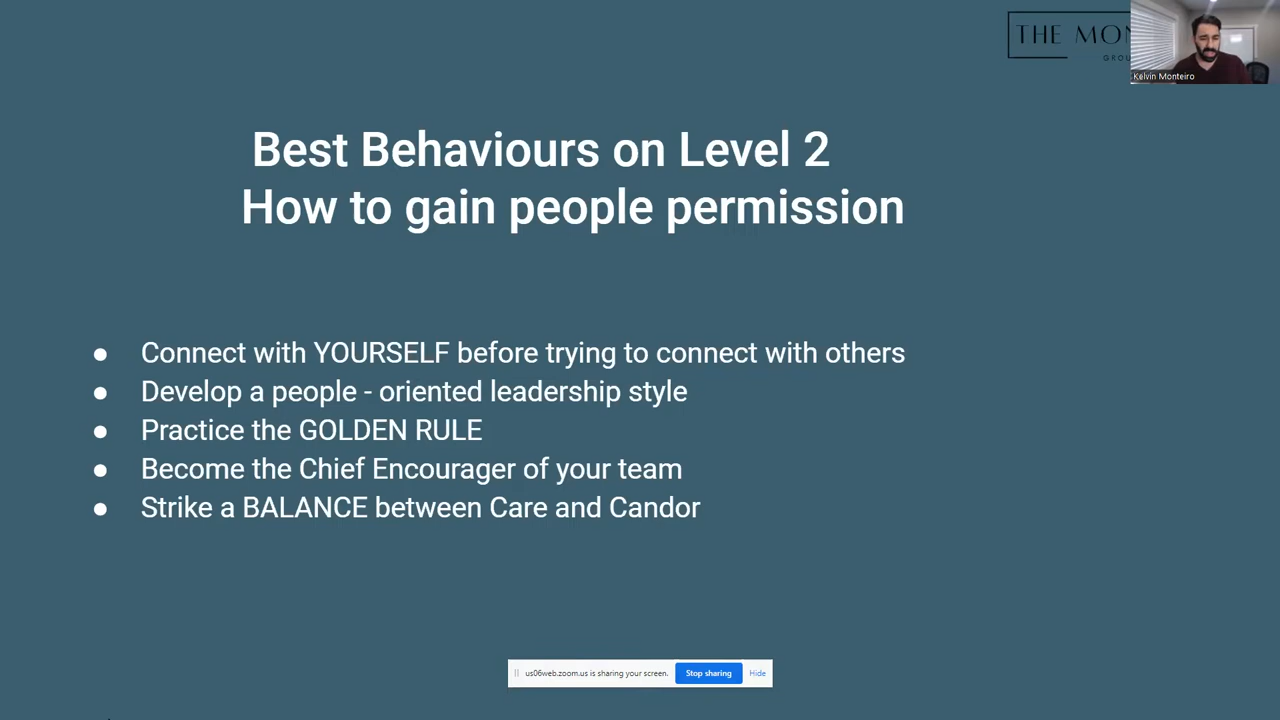 THE MON
GROU
Kelvin Monteiro
Best Behaviours on Level 2
How to gain people permission
● Connect with YOURSELF before trying to connect with others
● Develop a people - oriented leadership style
● Practice the GOLDEN RULE
● Become the Chief Encourager of your team
● Strike a BALANCE between Care and Candor
us06web.zoom.us is sharing your screen. Stop sharing Hide